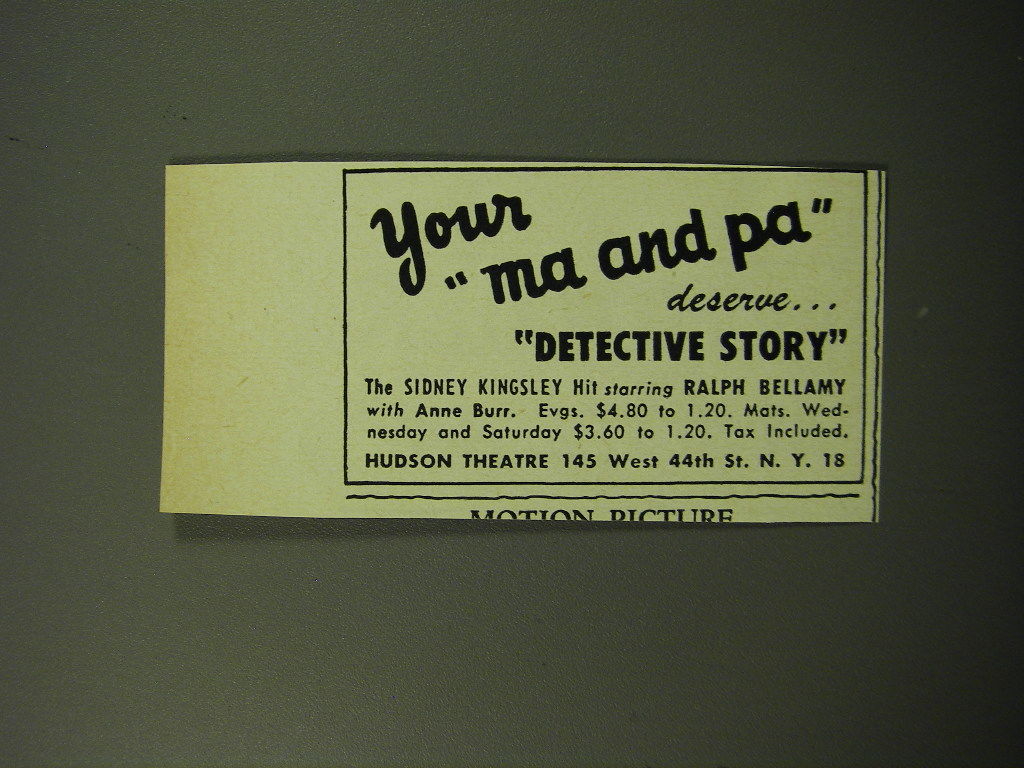 Your
"ma and pa"
deserve...
"DETECTIVE STORY"
The SIDNEY KINGSLEY Hit starring RALPH BELLAMY
with Anne Burr. Evgs. $4.80 to 1.20. Mats. Wed-
nesday and Saturday $3.60 to 1.20. Tax Included.
HUDSON THEATRE 145 West 44th St. N. Y. 18
MOTION PICTURE